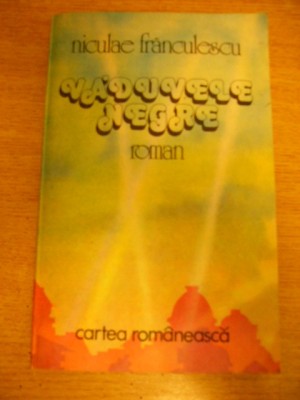 niculae frânculescu
VĂDUVELE
NEGRE
roman
cartea românească